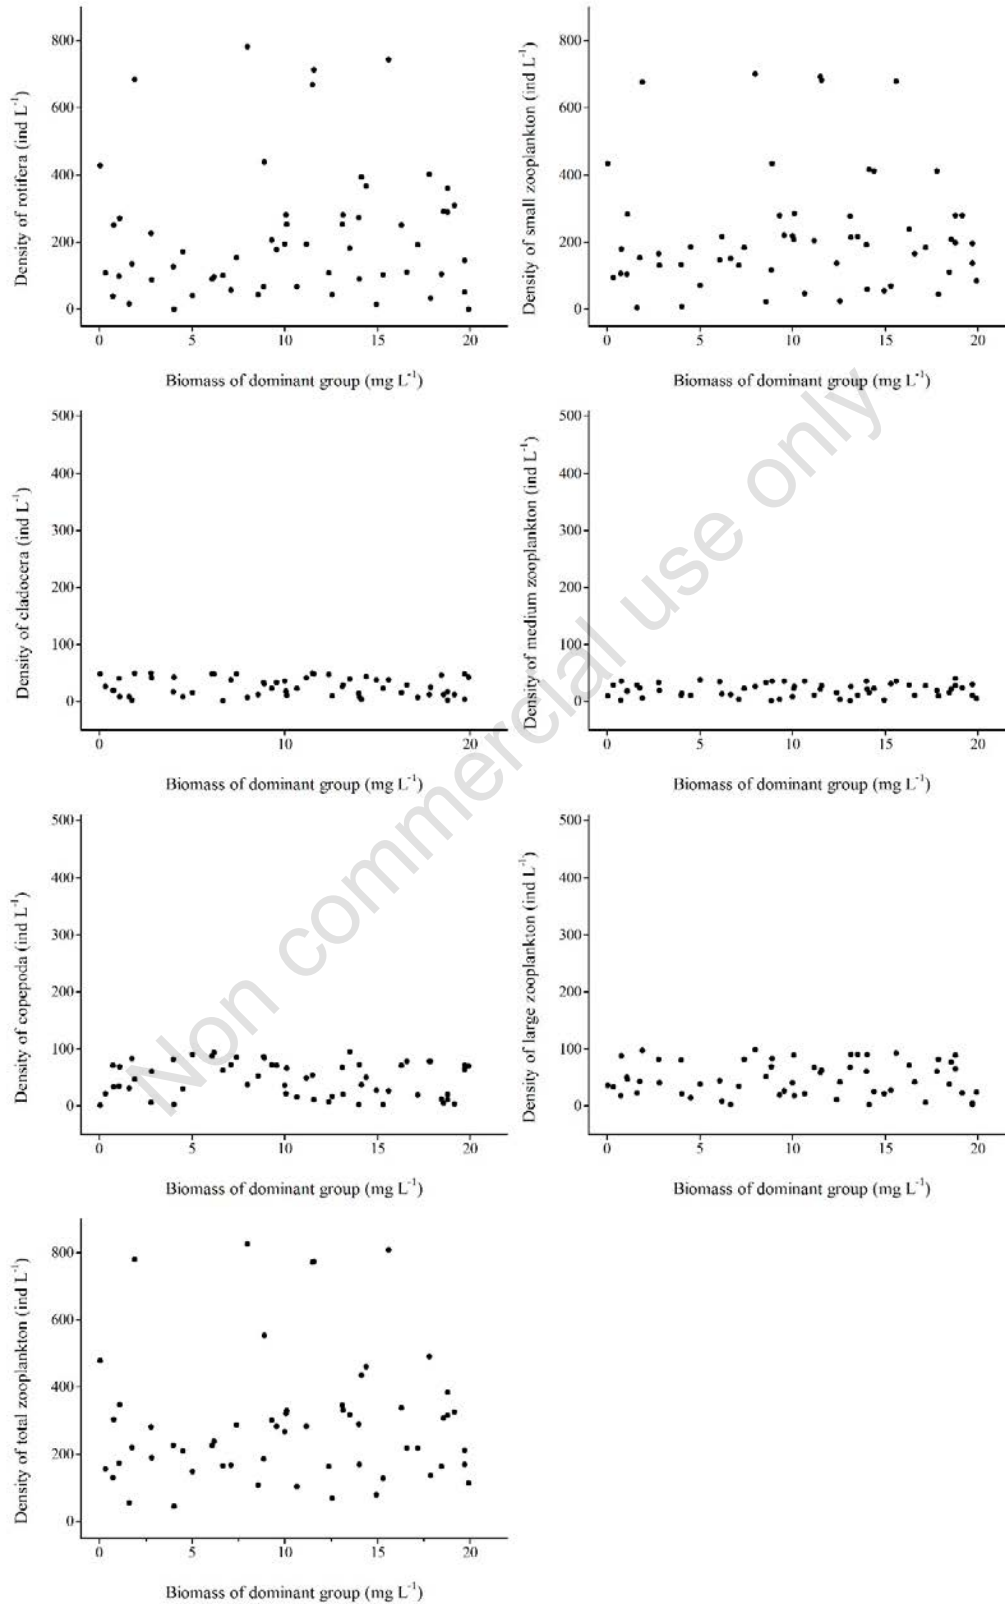 800
600
400
200
0
Density of rotifera (ind L⁻¹)
0 5 10 15 20
Biomass of dominant group (mg L⁻¹)
800
600
400
200
0
Density of small zooplankton (ind L⁻¹)
0 5 10 15 20
Biomass of dominant group (mg L⁻¹)
500
400
300
200
100
0
Density of cladocera (ind L⁻¹)
0 10 20
Biomass of dominant group (mg L⁻¹)
500
400
300
200
100
0
Density of medium zooplankton (ind L⁻¹)
0 5 10 15 20
Biomass of dominant group (mg L⁻¹)
500
400
300
200
100
0
Density of copepoda (ind L⁻¹)
0 5 10 15 20
Biomass of dominant group (mg L⁻¹)
500
400
300
200
100
0
Density of large zooplankton (ind L⁻¹)
0 5 10 15 20
Biomass of dominant group (mg L⁻¹)
800
600
400
200
0
Density of total zooplankton (ind L⁻¹)
0 5 10 15 20
Biomass of dominant group (mg L⁻¹)
Non commercial use only